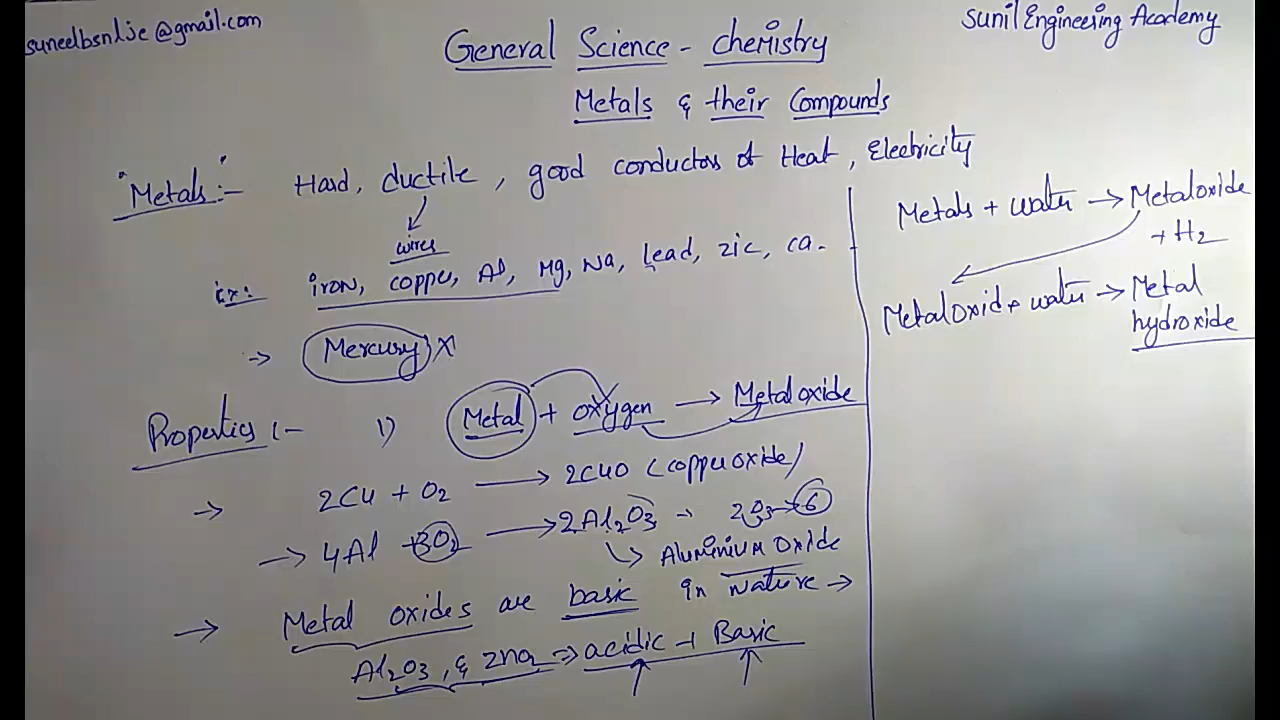 suneelbsnlje@gmail.com
Sunil Engineering Academy
General Science - Chemistry
Metals & their Compounds
"Metals":- Hard, ductile, good conductors of Heat, Electricity
wires
Ex: iron, copper, Al, Mg, Na, Lead, zic, ca.
→ Mercury X
Properties :- 1) Metal + oxygen → Metal oxide
→ 2Cu + O2 → 2CuO (copper oxide)
→ 4Al + 3O2 → 2Al2O3 → 2O3→6
↳ Aluminium Oxide
→ Metal oxides are basic in Nature →
Al2O3, & ZnO2 ⇒ acidic + Basic
Metals + water → Metaloxide
+ H2
Metaloxid + water → Metal
hydroxide